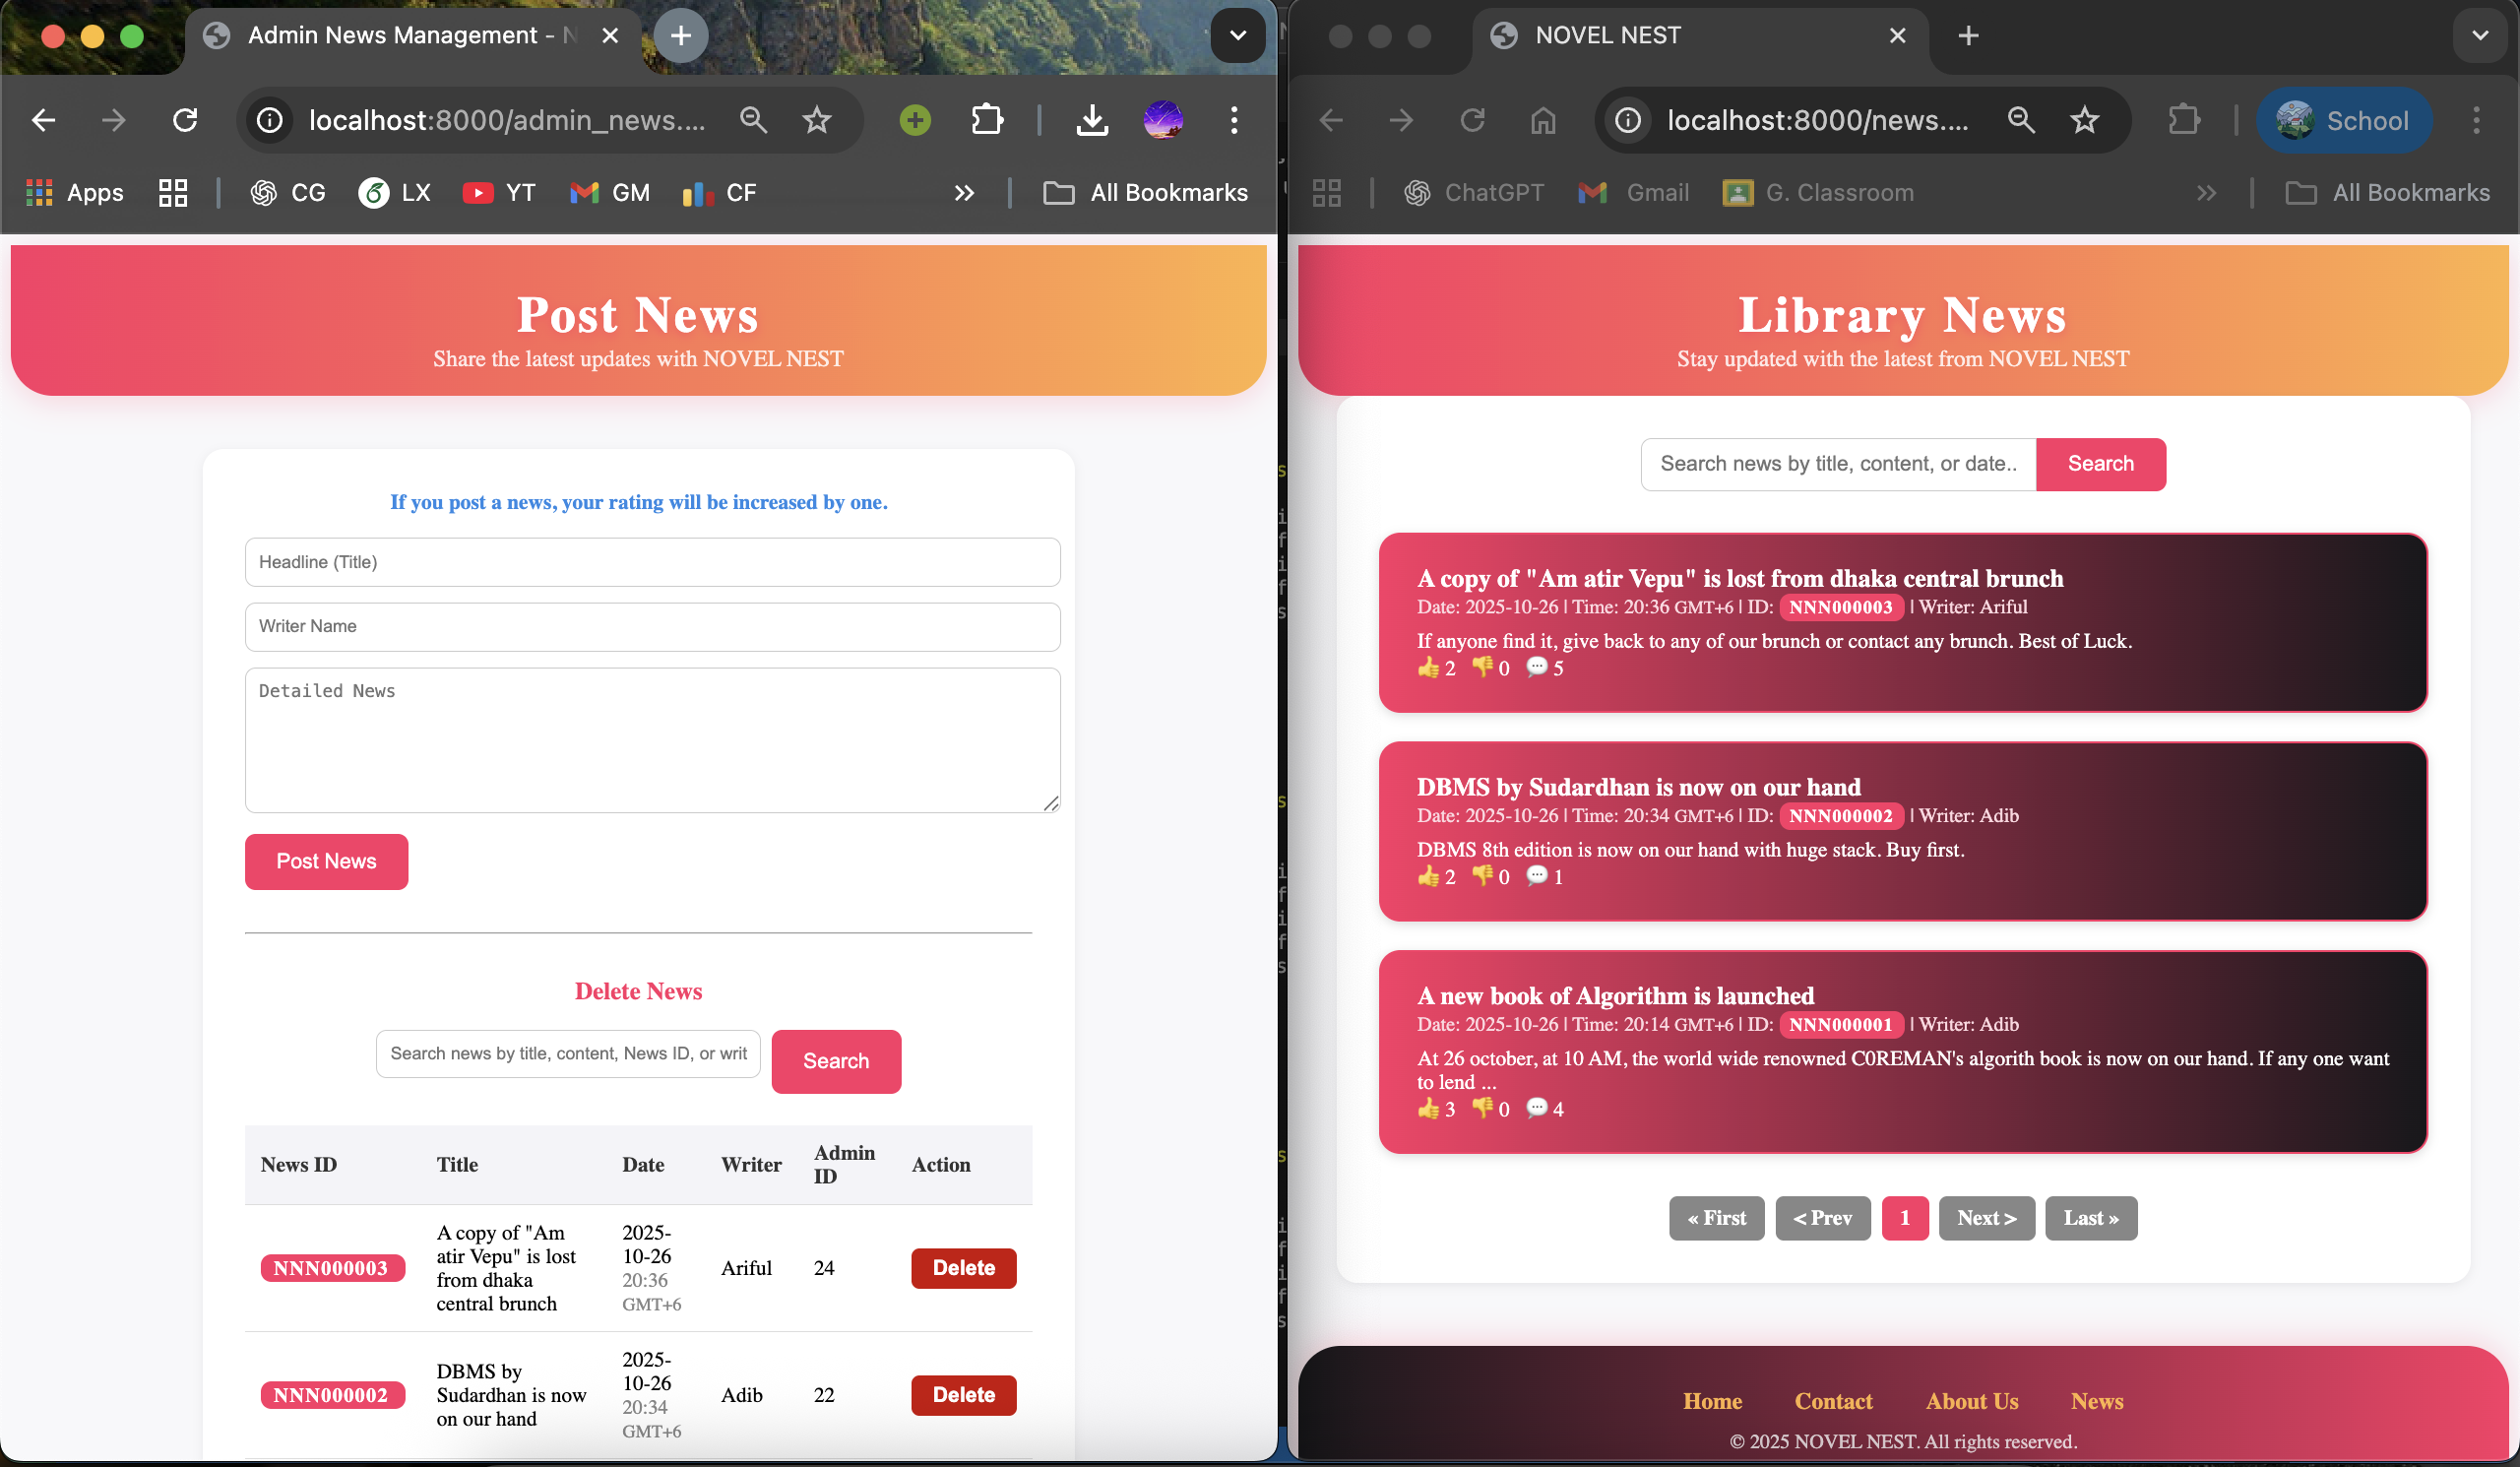 Admin News Management - N
localhost:8000/admin_news....
Apps
CG
LX
YT
GM
CF
All Bookmarks
Post News
Share the latest updates with NOVEL NEST
If you post a news, your rating will be increased by one.
Headline (Title)
Writer Name
Detailed News
Post News
Delete News
Search news by title, content, News ID, or writ
Search
News ID Title Date Writer Admin ID Action
NNN000003
A copy of "Am
atir Vepu" is lost
from dhaka
central brunch
2025-
10-26
20:36
GMT+6
Ariful
24
Delete
NNN000002
DBMS by
Sudardhan is now
on our hand
2025-
10-26
20:34
GMT+6
Adib
22
Delete
NOVEL NEST
localhost:8000/news....
School
ChatGPT
Gmail
G. Classroom
All Bookmarks
Library News
Stay updated with the latest from NOVEL NEST
Search news by title, content, or date..
Search
A copy of "Am atir Vepu" is lost from dhaka central brunch
Date: 2025-10-26 | Time: 20:36 GMT+6 | ID: NNN000003 | Writer: Ariful
If anyone find it, give back to any of our brunch or contact any brunch. Best of Luck.
👍 2 👎 0 💬 5
DBMS by Sudardhan is now on our hand
Date: 2025-10-26 | Time: 20:34 GMT+6 | ID: NNN000002 | Writer: Adib
DBMS 8th edition is now on our hand with huge stack. Buy first.
👍 2 👎 0 💬 1
A new book of Algorithm is launched
Date: 2025-10-26 | Time: 20:14 GMT+6 | ID: NNN000001 | Writer: Adib
At 26 october, at 10 AM, the world wide renowned C0REMAN's algorith book is now on our hand. If any one want
to lend ...
👍 3 👎 0 💬 4
« First < Prev 1 Next > Last »
Home Contact About Us News
© 2025 NOVEL NEST. All rights reserved.